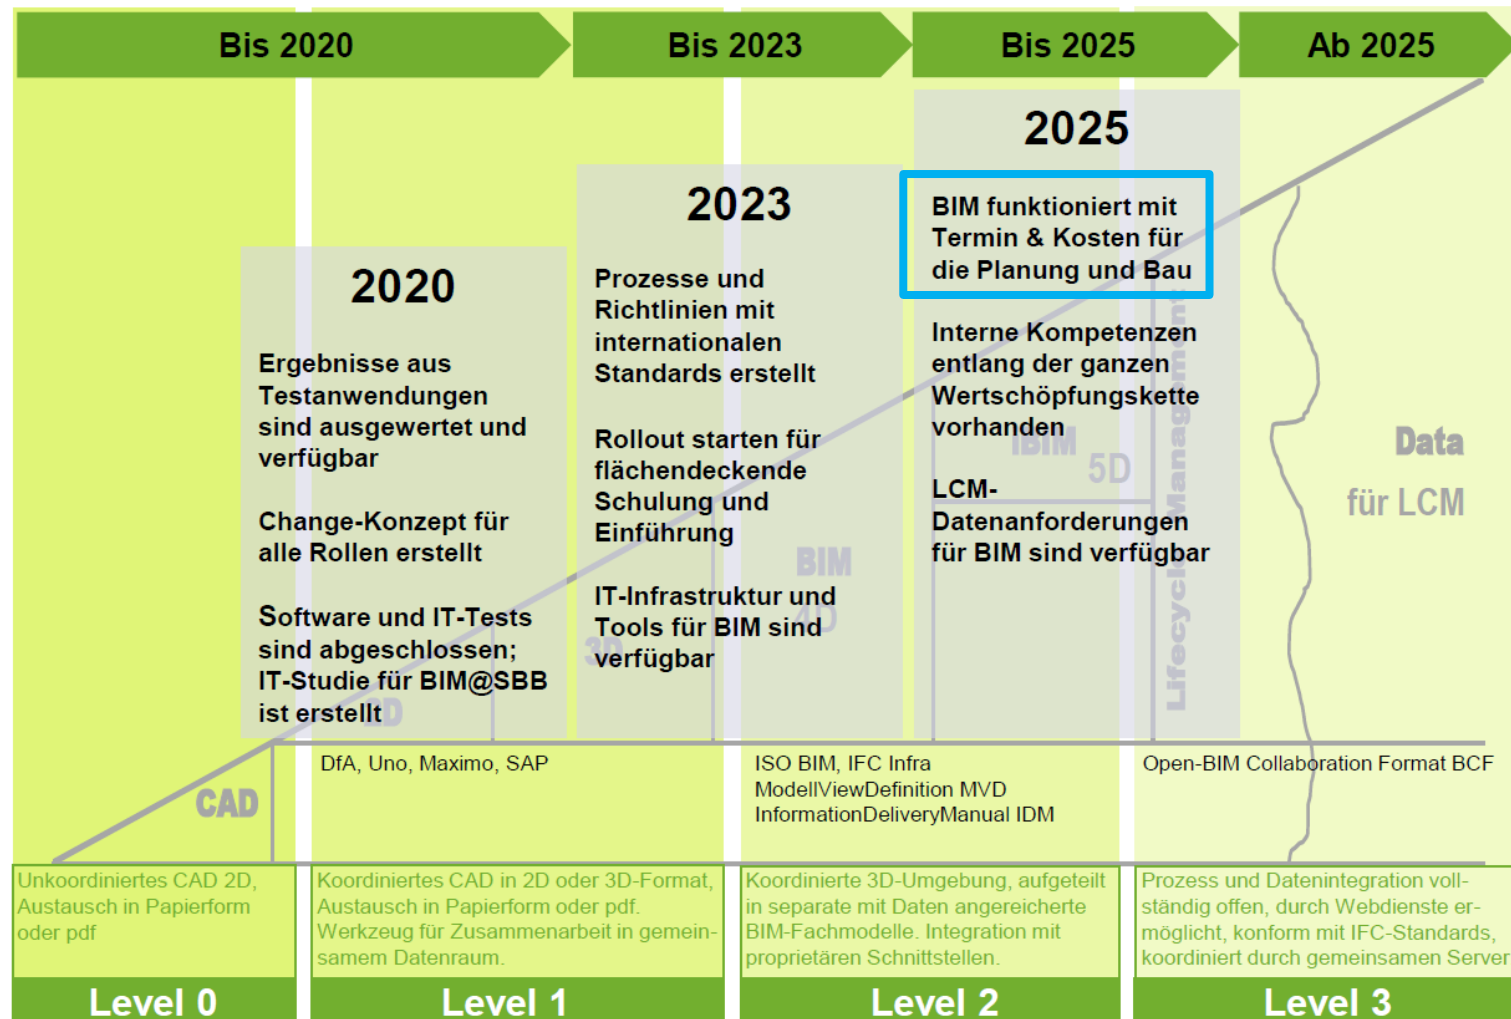 Bis 2020
Bis 2023
Bis 2025
Ab 2025
2020
Ergebnisse aus
Testanwendungen
sind ausgewertet und
verfügbar
Change-Konzept für
alle Rollen erstellt
Software und IT-Tests
sind abgeschlossen;
IT-Studie für BIM@SBB
ist erstellt
2023
Prozesse und
Richtlinien mit
internationalen
Standards erstellt
Rollout starten für
flächendeckende
Schulung und
Einführung
IT-Infrastruktur und
Tools für BIM sind
verfügbar
2025
BIM funktioniert mit
Termin & Kosten für
die Planung und Bau
Interne Kompetenzen
entlang der ganzen
Wertschöpfungskette
vorhanden
LCM-
Datenanforderungen
für BIM sind verfügbar
CAD
2D
3D
BIM
4D
iBIM
5D
Lifecycle Management
Data
für LCM
DfA, Uno, Maximo, SAP
ISO BIM, IFC Infra
ModellViewDefinition MVD
InformationDeliveryManual IDM
Open-BIM Collaboration Format BCF
Unkoordiniertes CAD 2D,
Austausch in Papierform
oder pdf
Koordiniertes CAD in 2D oder 3D-Format,
Austausch in Papierform oder pdf.
Werkzeug für Zusammenarbeit in gemein-
samem Datenraum.
Koordinierte 3D-Umgebung, aufgeteilt
in separate mit Daten angereicherte
BIM-Fachmodelle. Integration mit
proprietären Schnittstellen.
Prozess und Datenintegration voll-
ständig offen, durch Webdienste er-
möglicht, konform mit IFC-Standards,
koordiniert durch gemeinsamen Server
Level 0
Level 1
Level 2
Level 3